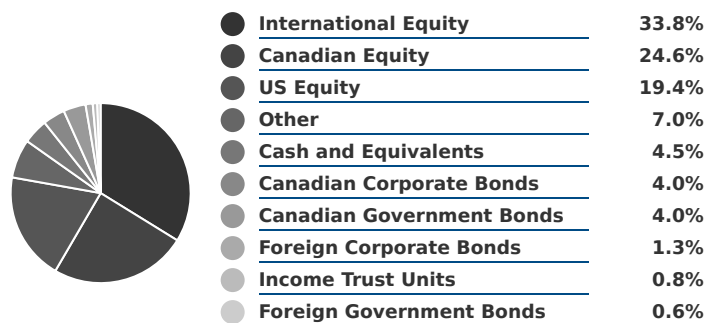 International Equity 33.8%
Canadian Equity 24.6%
US Equity 19.4%
Other 7.0%
Cash and Equivalents 4.5%
Canadian Corporate Bonds 4.0%
Canadian Government Bonds 4.0%
Foreign Corporate Bonds 1.3%
Income Trust Units 0.8%
Foreign Government Bonds 0.6%